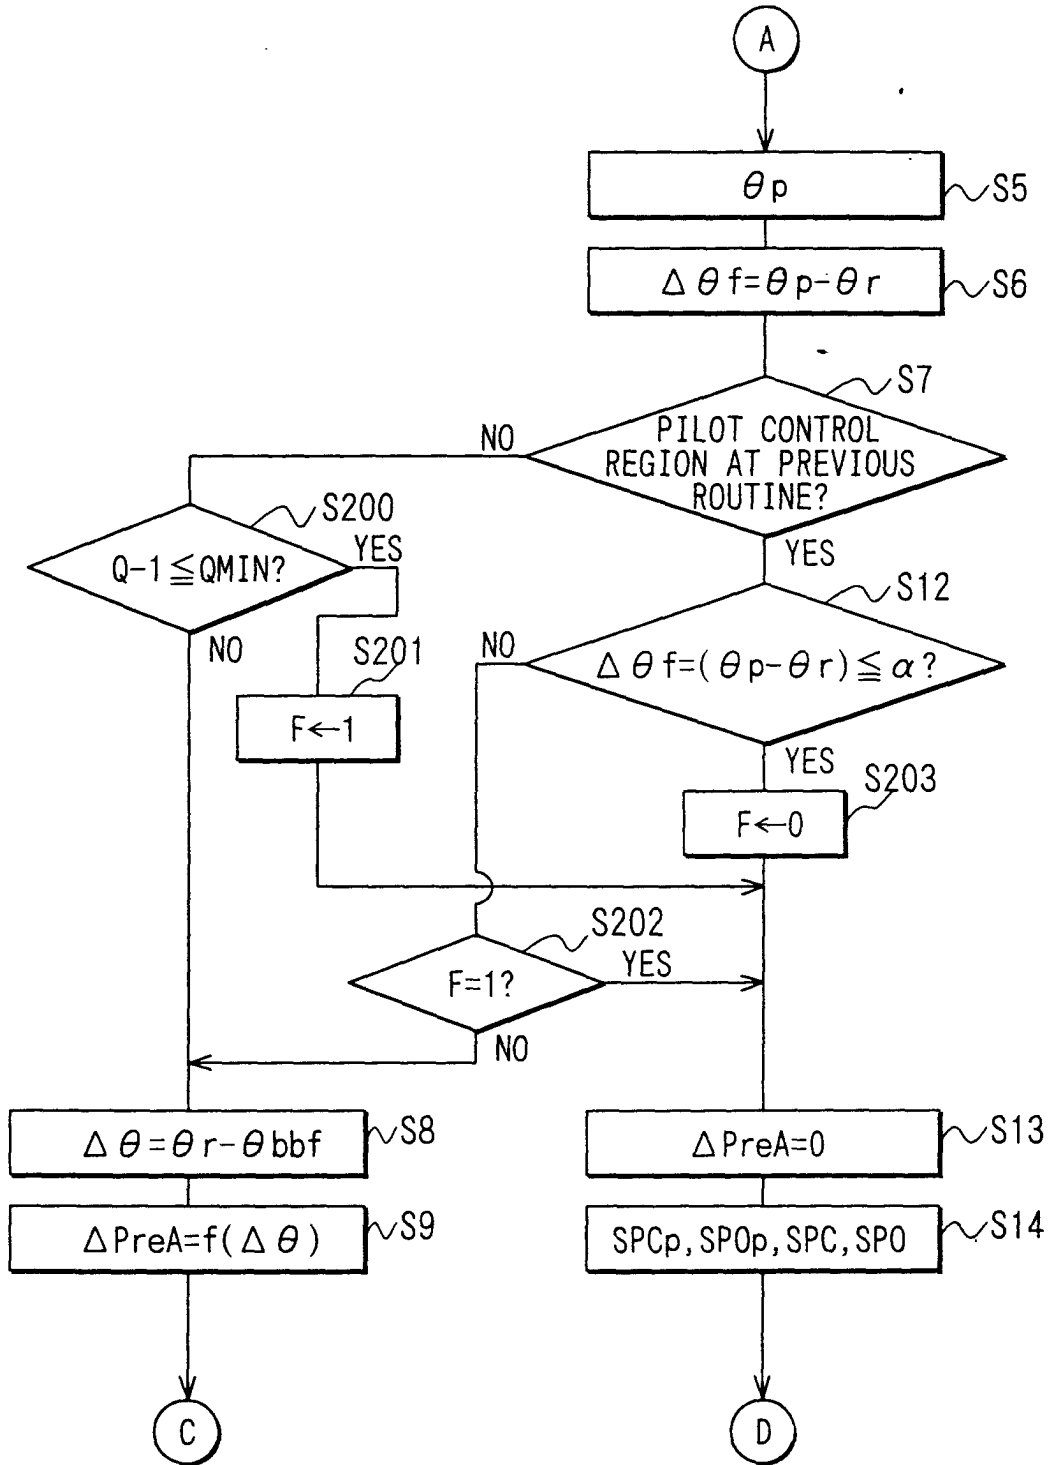 A
θp
S5
Δθf=θp-θr
S6
S7
PILOT CONTROL
REGION AT PREVIOUS
ROUTINE?
NO
YES
S200
Q-1≦QMIN?
YES
NO
S12
Δθf=(θp-θr)≦α?
NO
YES
S201
F←1
S203
F←0
S202
F=1?
YES
NO
Δθ=θr-θbbf
S8
ΔPreA=0
S13
ΔPreA=f(Δθ)
S9
SPCp,SPOp,SPC,SPO
S14
C
D